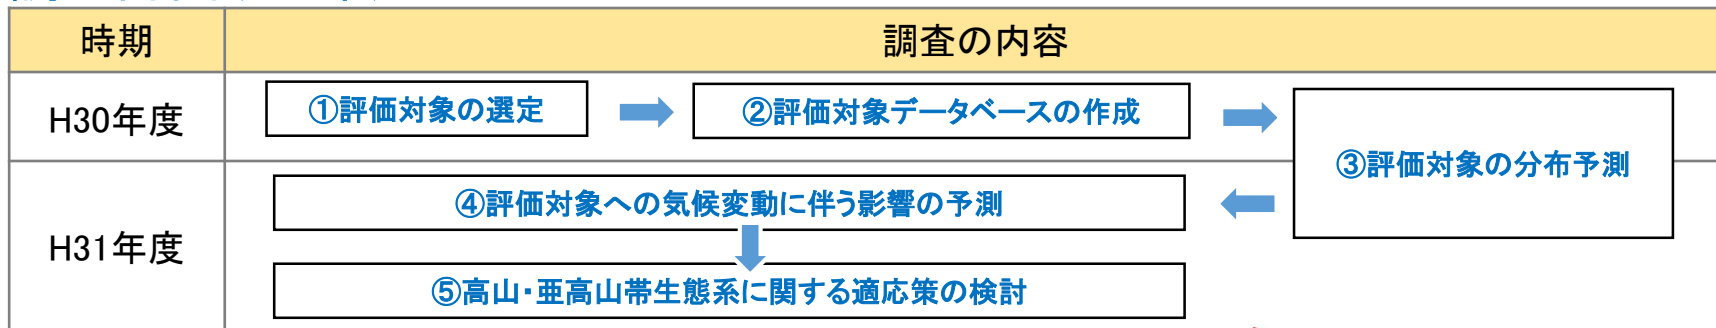 時期
調査の内容
H30年度
①評価対象の選定
②評価対象データベースの作成
③評価対象の分布予測
H31年度
④評価対象への気候変動に伴う影響の予測
⑤高山・亜高山帯生態系に関する適応策の検討